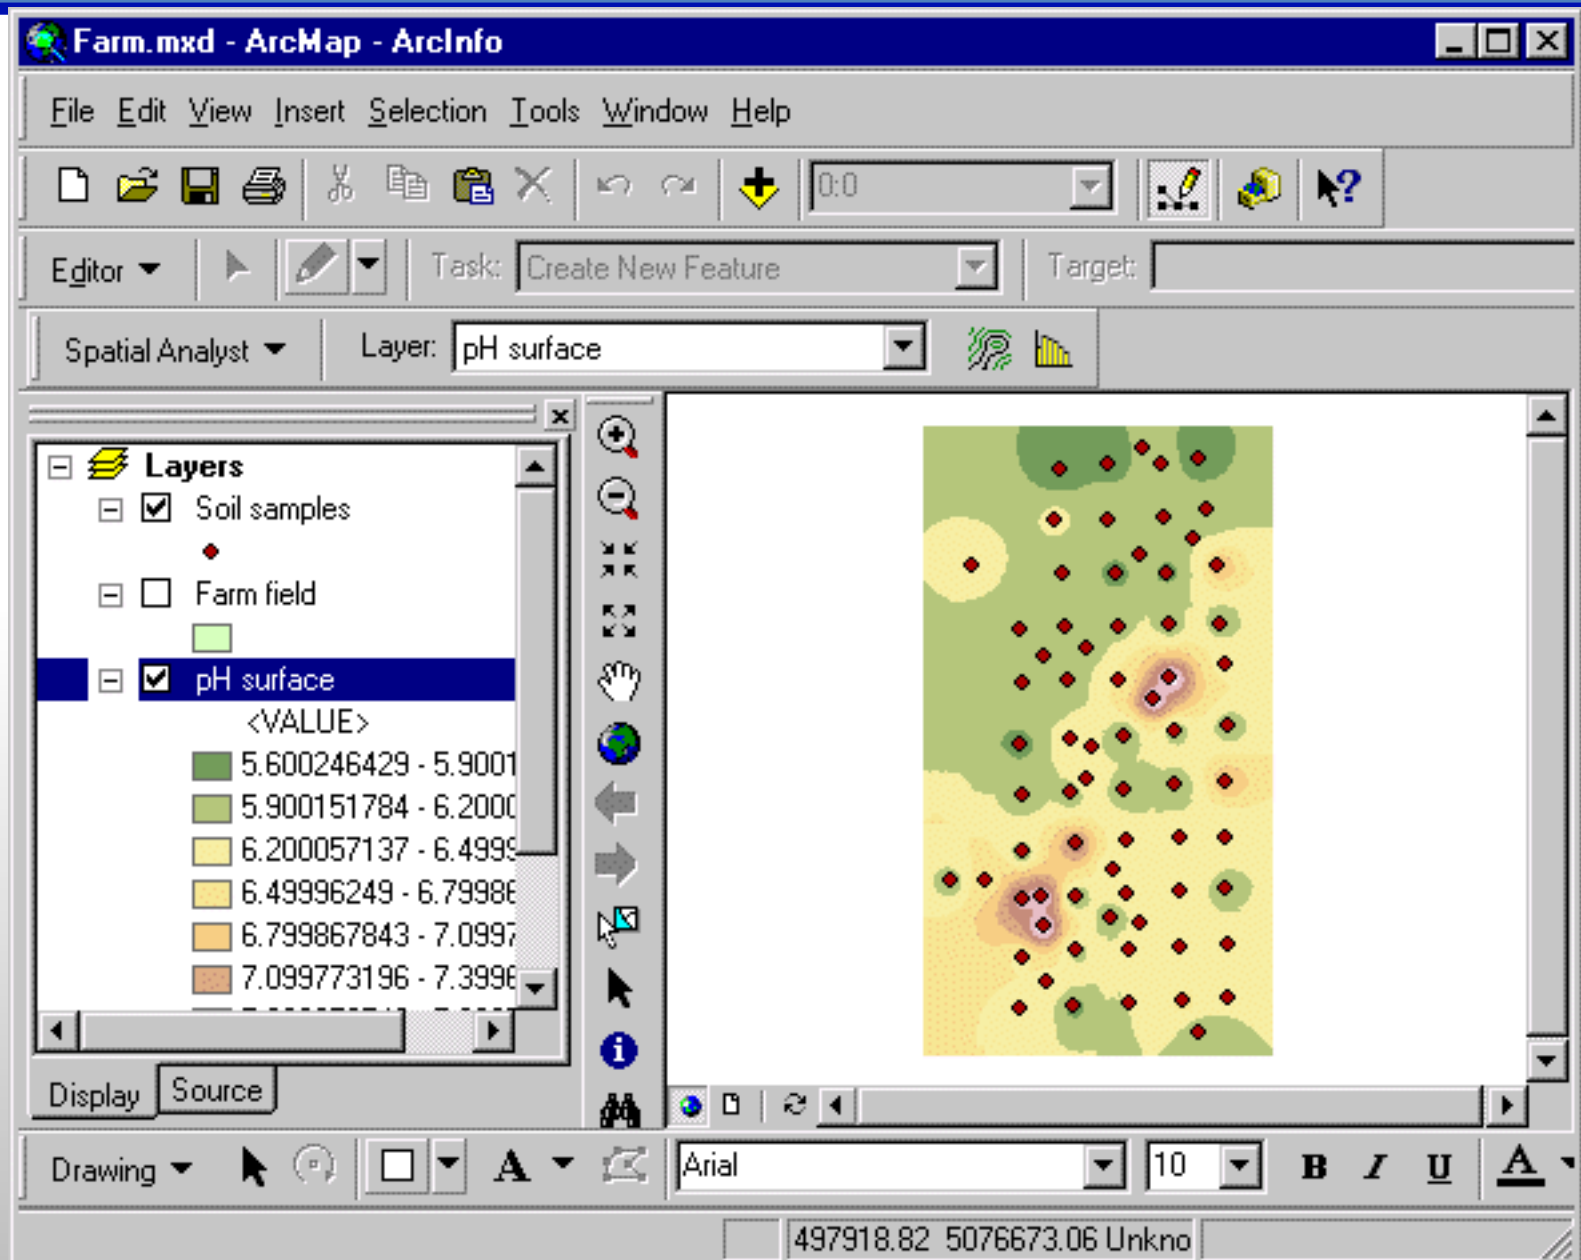 Farm.mxd - ArcMap - ArcInfo
File Edit View Insert Selection Tools Window Help
0:0
Editor Task: Create New Feature Target:
Spatial Analyst Layer: pH surface
Layers
Soil samples
Farm field
pH surface
<VALUE>
5.600246429 - 5.9001
5.900151784 - 6.2000
6.200057137 - 6.4999
6.49996249 - 6.79986
6.799867843 - 7.0997
7.099773196 - 7.3996
Display Source
Drawing A Arial 10 B I U A
497918.82 5076673.06 Unkno